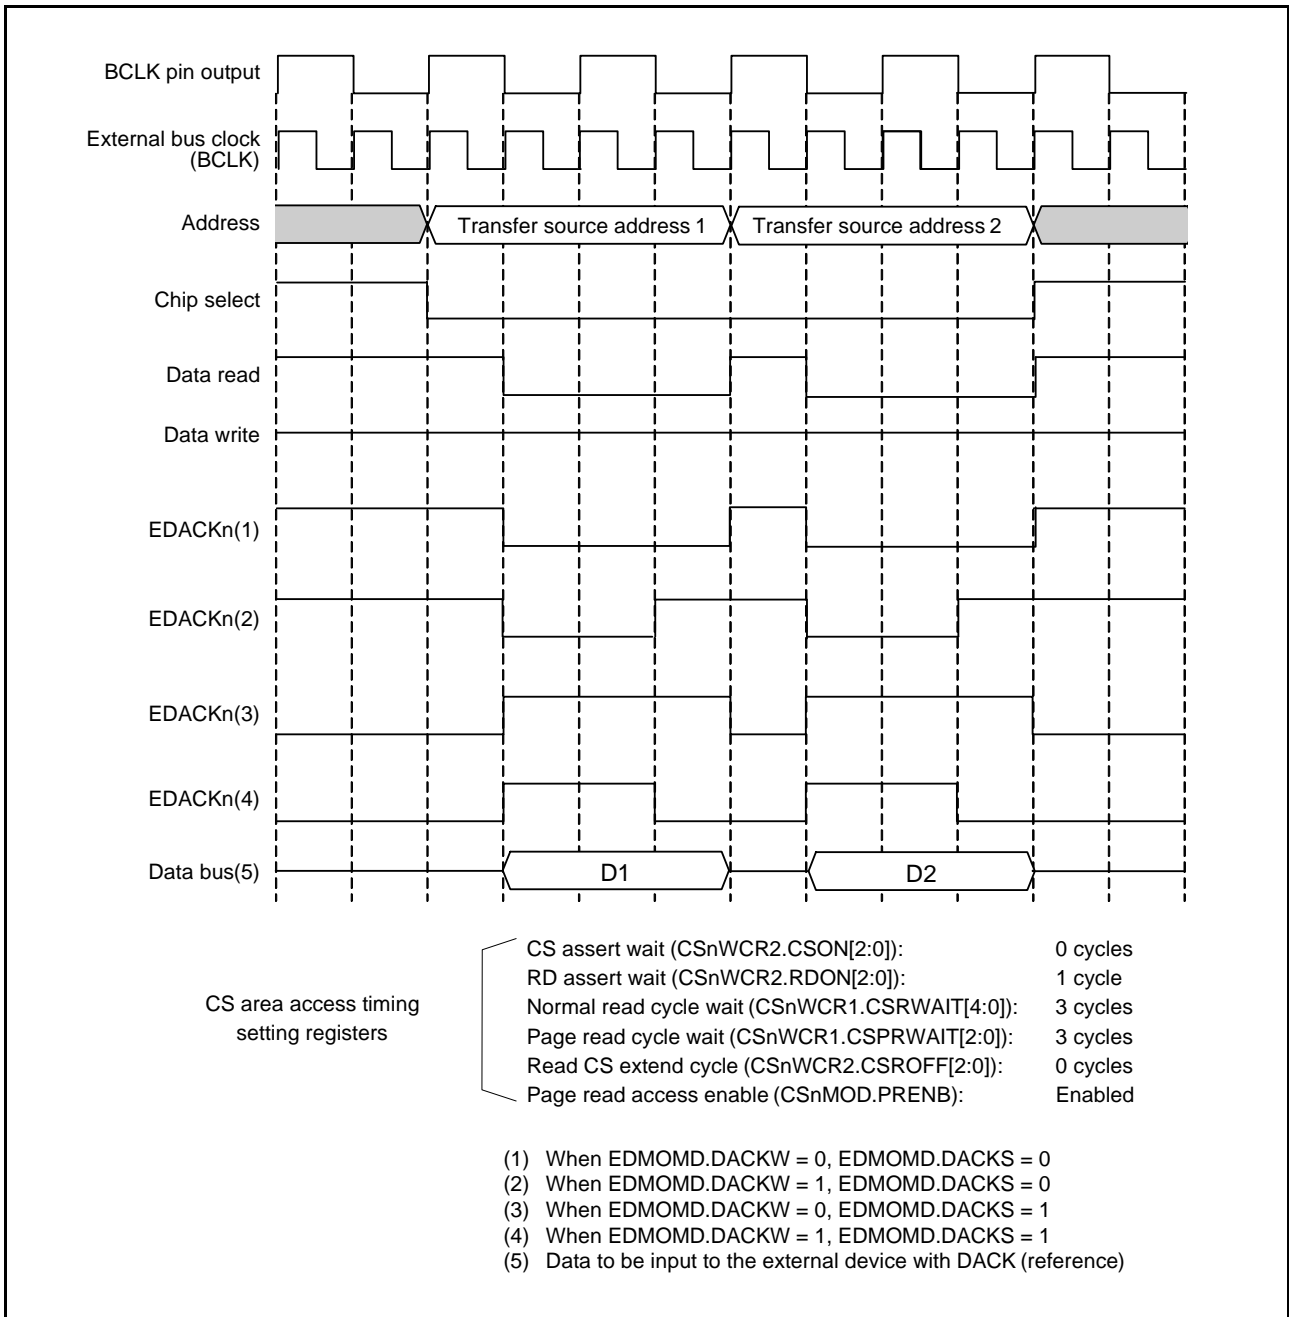 BCLK pin output
External bus clock
(BCLK)
Address
Transfer source address 1
Transfer source address 2
Chip select
Data read
Data write
EDACKn(1)
EDACKn(2)
EDACKn(3)
EDACKn(4)
Data bus(5)
D1
D2
CS area access timing
setting registers
CS assert wait (CSnWCR2.CSON[2:0]): 0 cycles
RD assert wait (CSnWCR2.RDON[2:0]): 1 cycle
Normal read cycle wait (CSnWCR1.CSRWAIT[4:0]): 3 cycles
Page read cycle wait (CSnWCR1.CSPRWAIT[2:0]): 3 cycles
Read CS extend cycle (CSnWCR2.CSROFF[2:0]): 0 cycles
Page read access enable (CSnMOD.PRENB): Enabled
(1) When EDMOMD.DACKW = 0, EDMOMD.DACKS = 0
(2) When EDMOMD.DACKW = 1, EDMOMD.DACKS = 0
(3) When EDMOMD.DACKW = 0, EDMOMD.DACKS = 1
(4) When EDMOMD.DACKW = 1, EDMOMD.DACKS = 1
(5) Data to be input to the external device with DACK (reference)